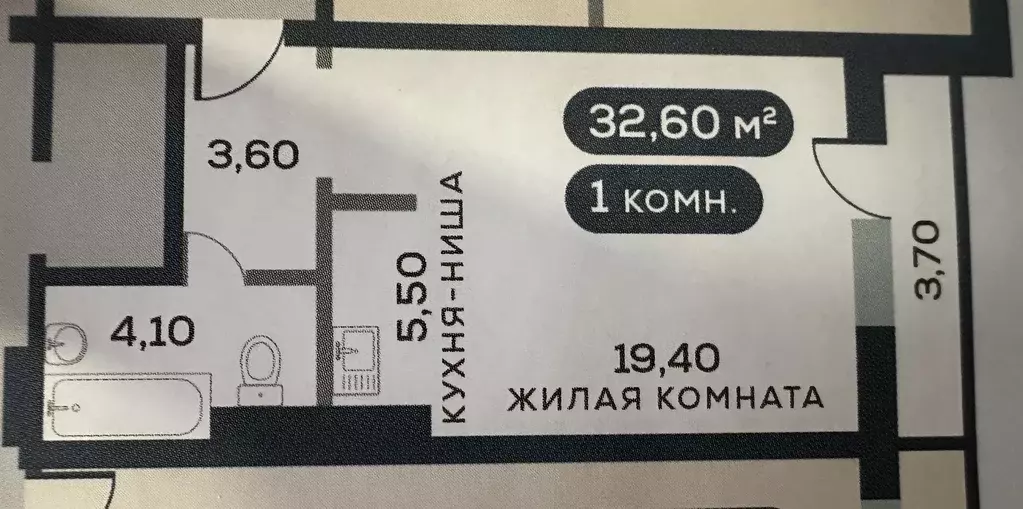 32,60 м²
1 комн.
3,60
3,70
5,50
КУХНЯ-НИША
4,10
19,40
ЖИЛАЯ КОМНАТА